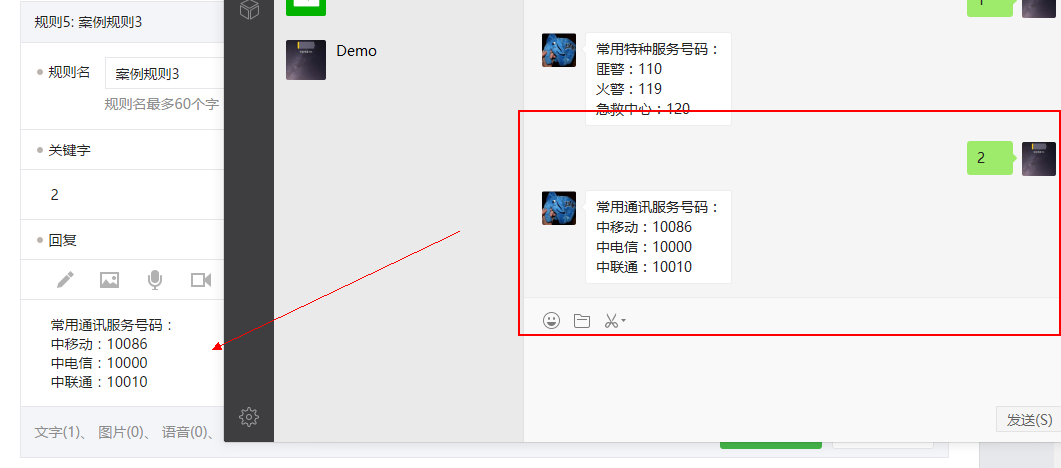 规则5: 案例规则3
规则名
案例规则3
规则名最多60个字
关键字
2
回复
常用通讯服务号码：
中移动：10086
中电信：10000
中联通：10010
文字(1)、 图片(0)、 语音(0)、
Demo
1
常用特种服务号码：
匪警：110
火警：119
急救中心：120
2
常用通讯服务号码：
中移动：10086
中电信：10000
中联通：10010
发送(S)